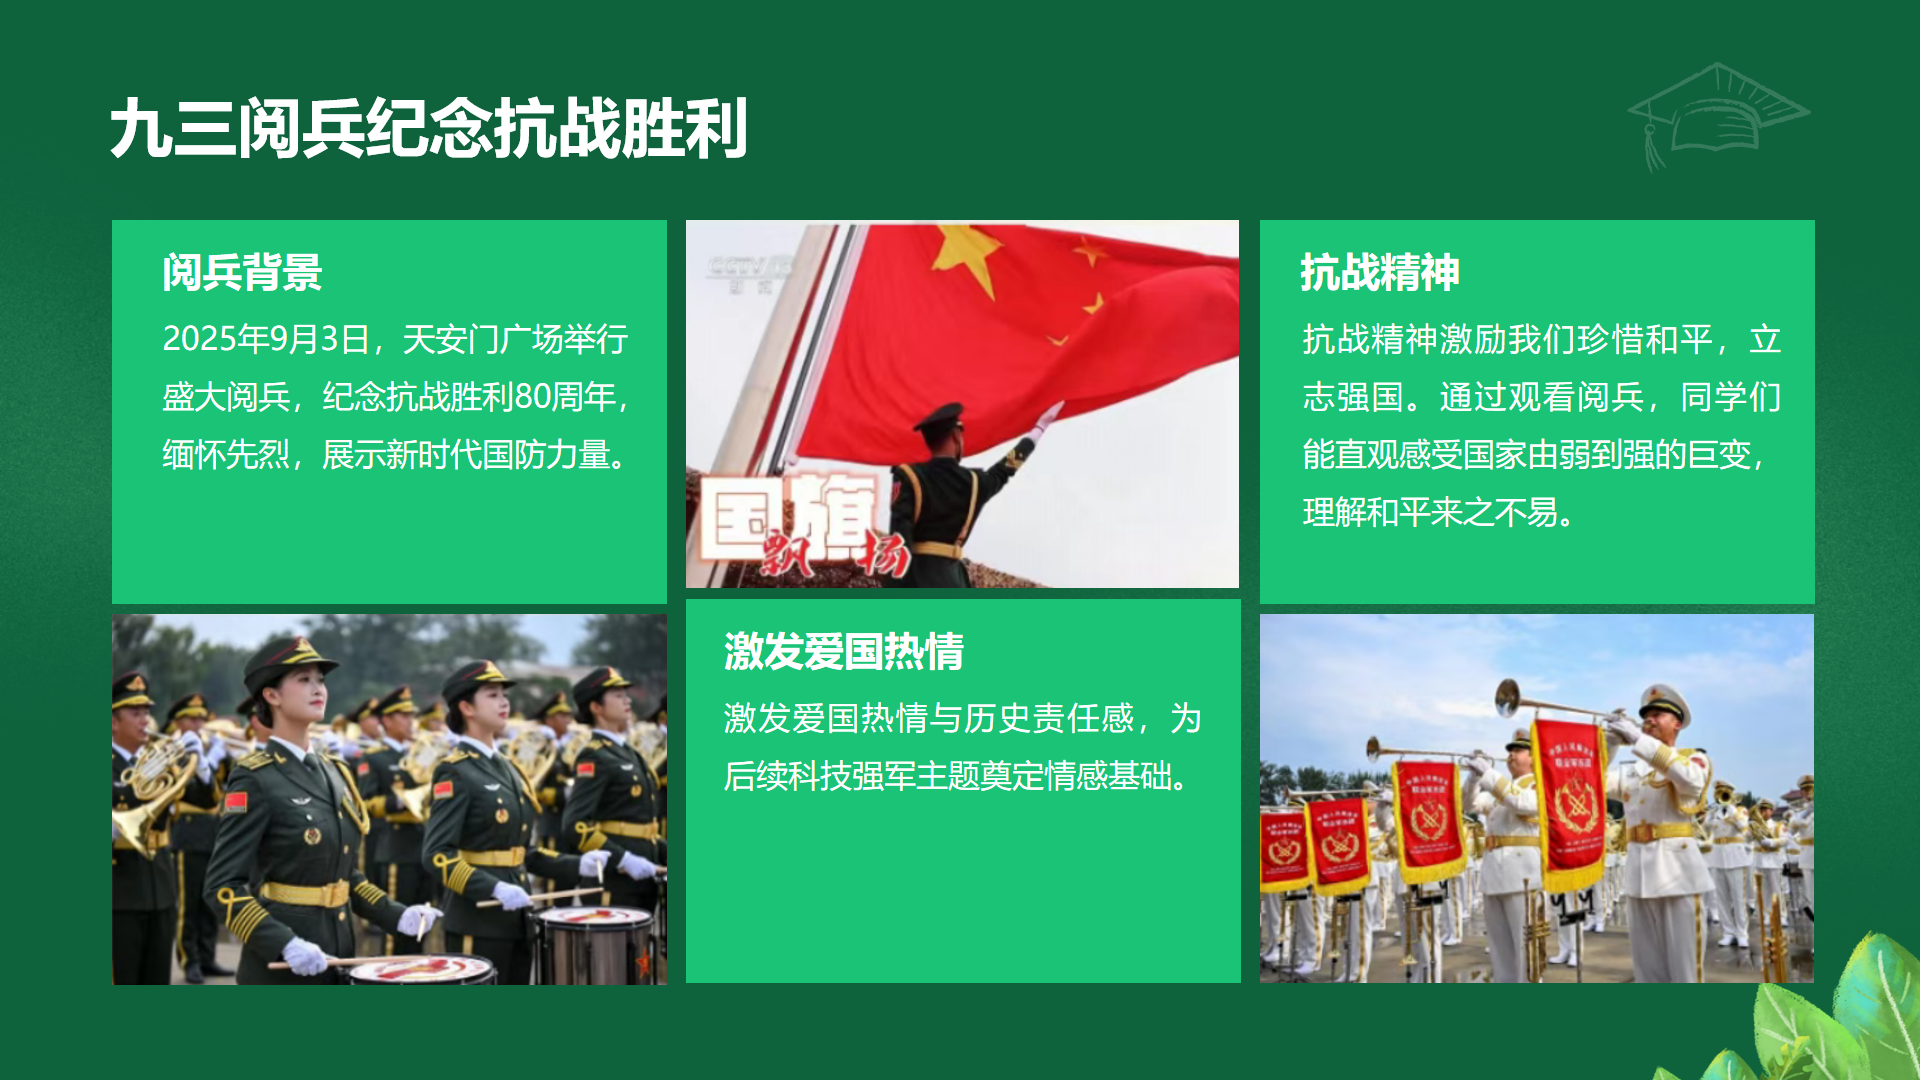 九三阅兵纪念抗战胜利
阅兵背景
2025年9月3日，天安门广场举行
盛大阅兵，纪念抗战胜利80周年，
缅怀先烈，展示新时代国防力量。
CCTV 13
新闻
国旗
飘扬
抗战精神
抗战精神激励我们珍惜和平，立
志强国。通过观看阅兵，同学们
能直观感受国家由弱到强的巨变，
理解和平来之不易。
激发爱国热情
激发爱国热情与历史责任感，为
后续科技强军主题奠定情感基础。